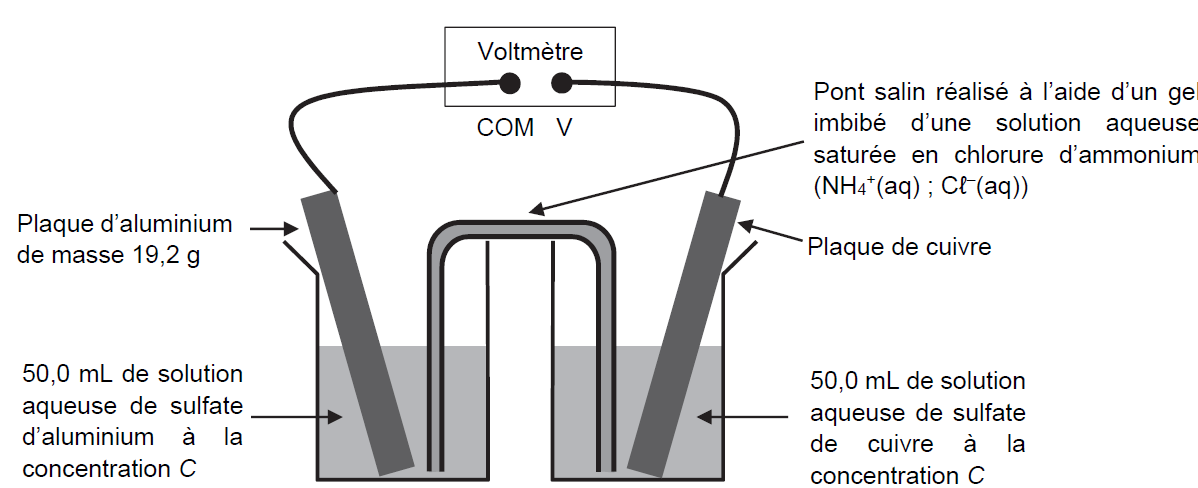 Voltmètre
COM V
Pont salin réalisé à l’aide d’un gel
imbibé d’une solution aqueuse
saturée en chlorure d’ammonium
(NH₄⁺(aq) ; Cℓ⁻(aq))
Plaque d’aluminium
de masse 19,2 g
Plaque de cuivre
50,0 mL de solution
aqueuse de sulfate
d’aluminium à la
concentration C
50,0 mL de solution
aqueuse de sulfate
de cuivre à la
concentration C